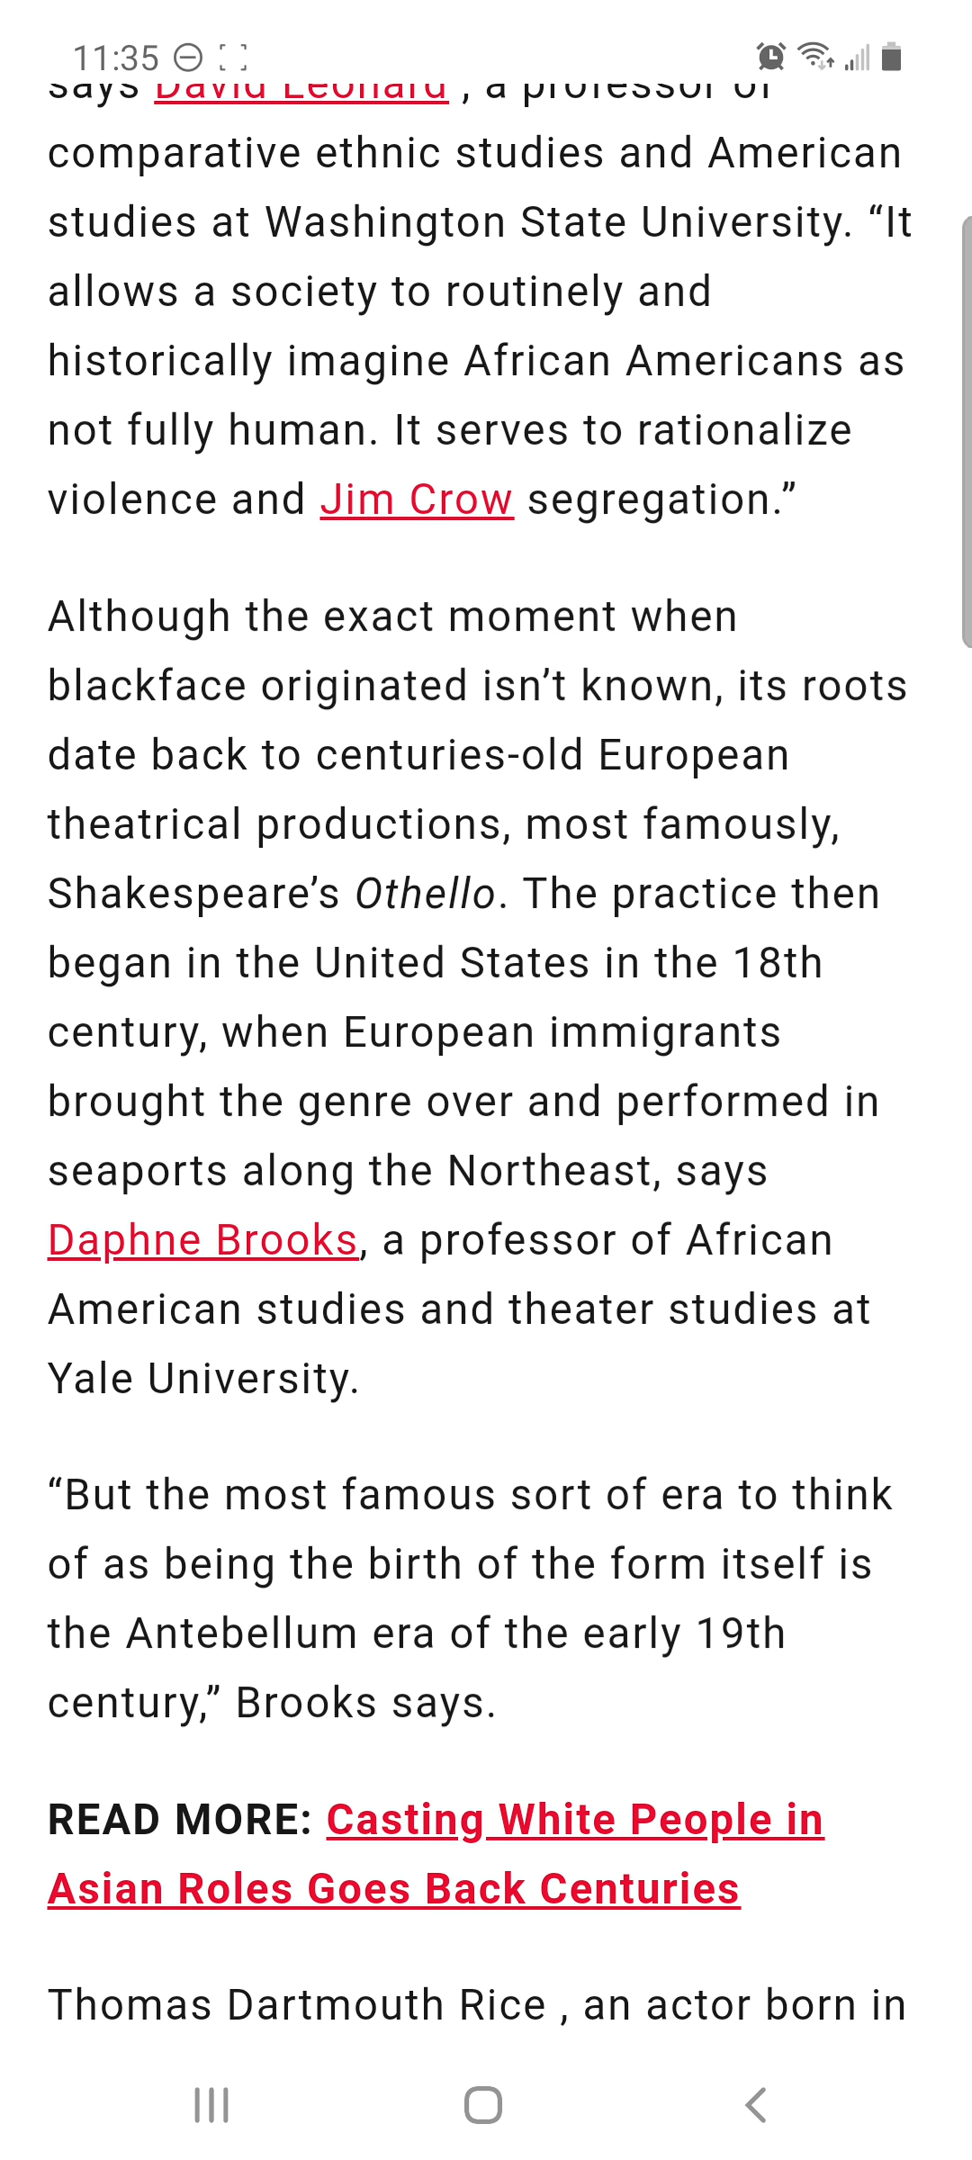 11:35
says David Leonard , a professor of
comparative ethnic studies and American
studies at Washington State University. “It
allows a society to routinely and
historically imagine African Americans as
not fully human. It serves to rationalize
violence and Jim Crow segregation.”
Although the exact moment when
blackface originated isn’t known, its roots
date back to centuries-old European
theatrical productions, most famously,
Shakespeare’s Othello. The practice then
began in the United States in the 18th
century, when European immigrants
brought the genre over and performed in
seaports along the Northeast, says
Daphne Brooks, a professor of African
American studies and theater studies at
Yale University.
“But the most famous sort of era to think
of as being the birth of the form itself is
the Antebellum era of the early 19th
century,” Brooks says.
READ MORE: Casting White People in
Asian Roles Goes Back Centuries
Thomas Dartmouth Rice , an actor born in